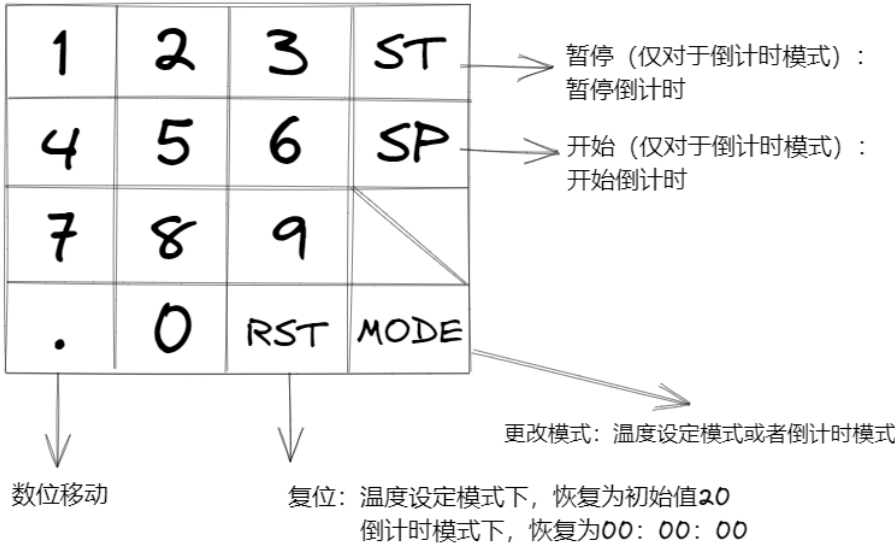 1 2 3 ST
暂停（仅对于倒计时模式）：
暂停倒计时
4 5 6 SP
开始（仅对于倒计时模式）：
开始倒计时
7 8 9
. 0 RST MODE
更改模式：温度设定模式或者倒计时模式
数位移动
复位：温度设定模式下，恢复为初始值20
倒计时模式下，恢复为00：00：00